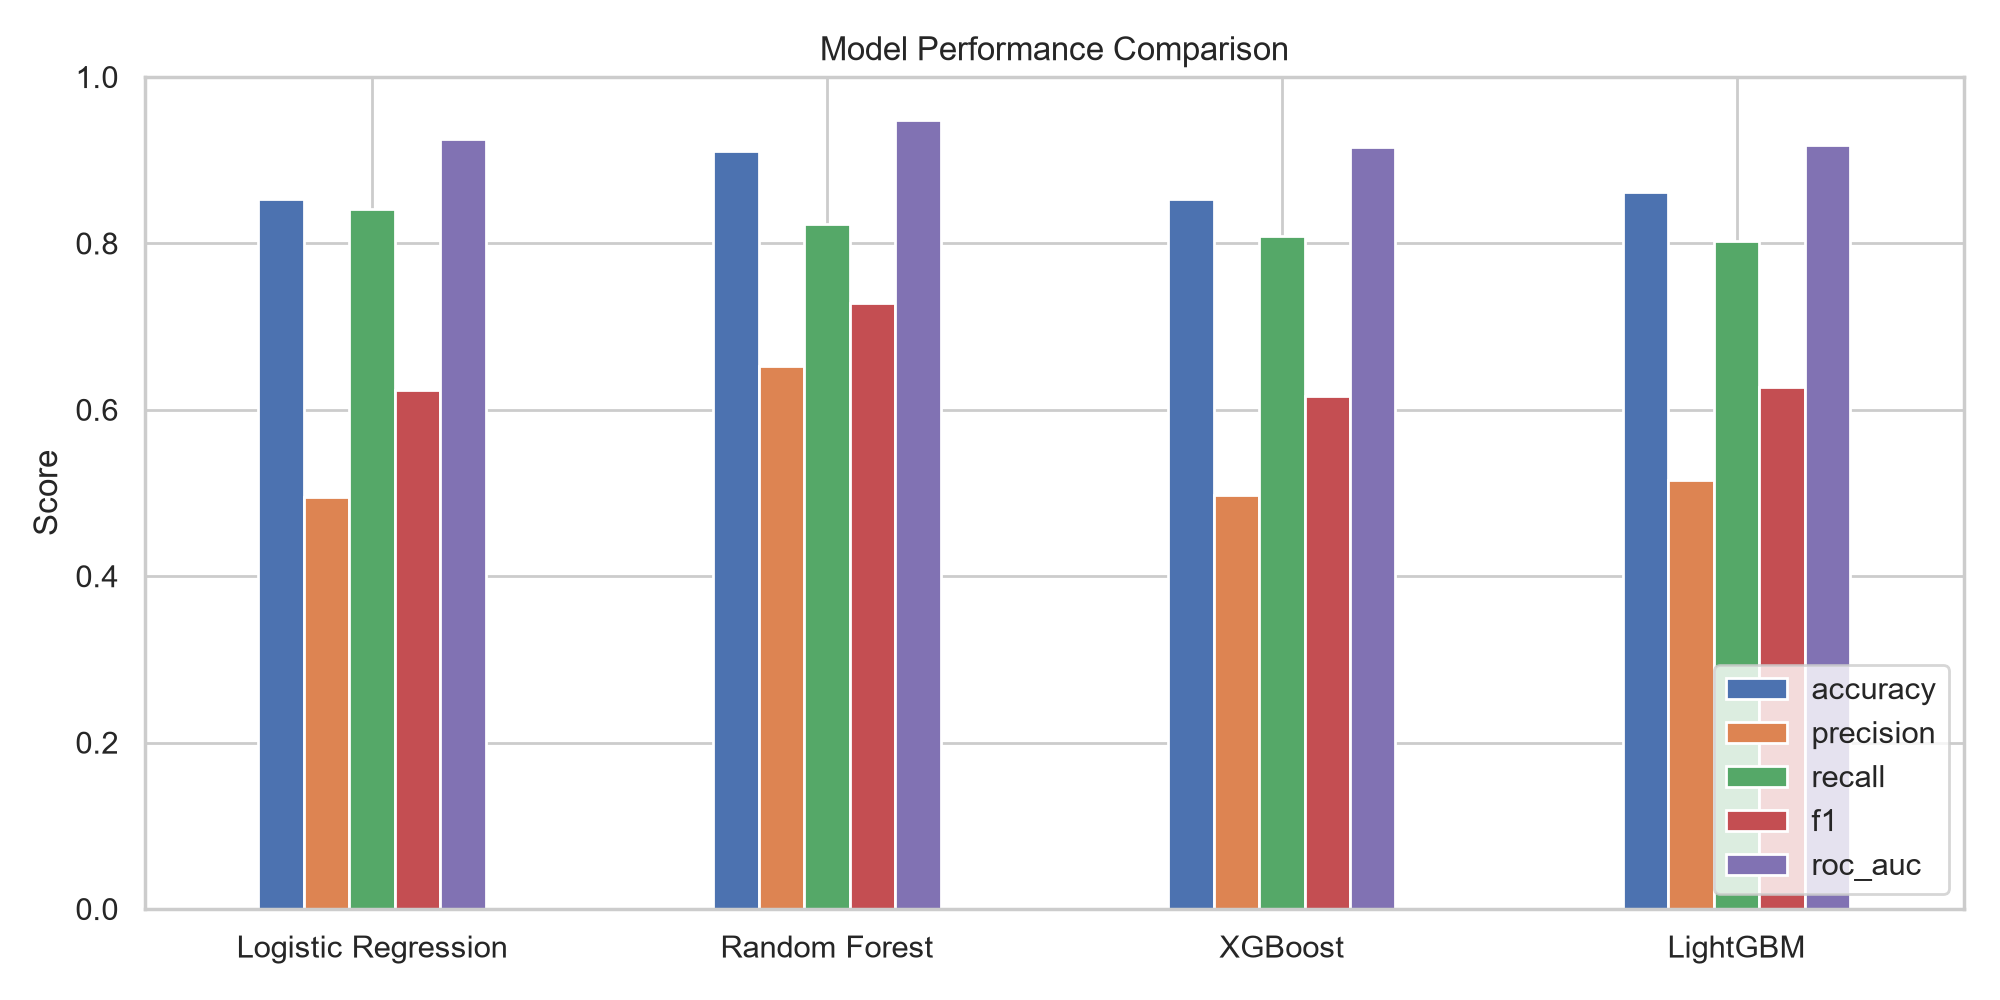 Model Performance Comparison
1.0
0.8
0.6
0.4
0.2
0.0
Score
Logistic Regression
Random Forest
XGBoost
LightGBM
accuracy
precision
recall
f1
roc_auc